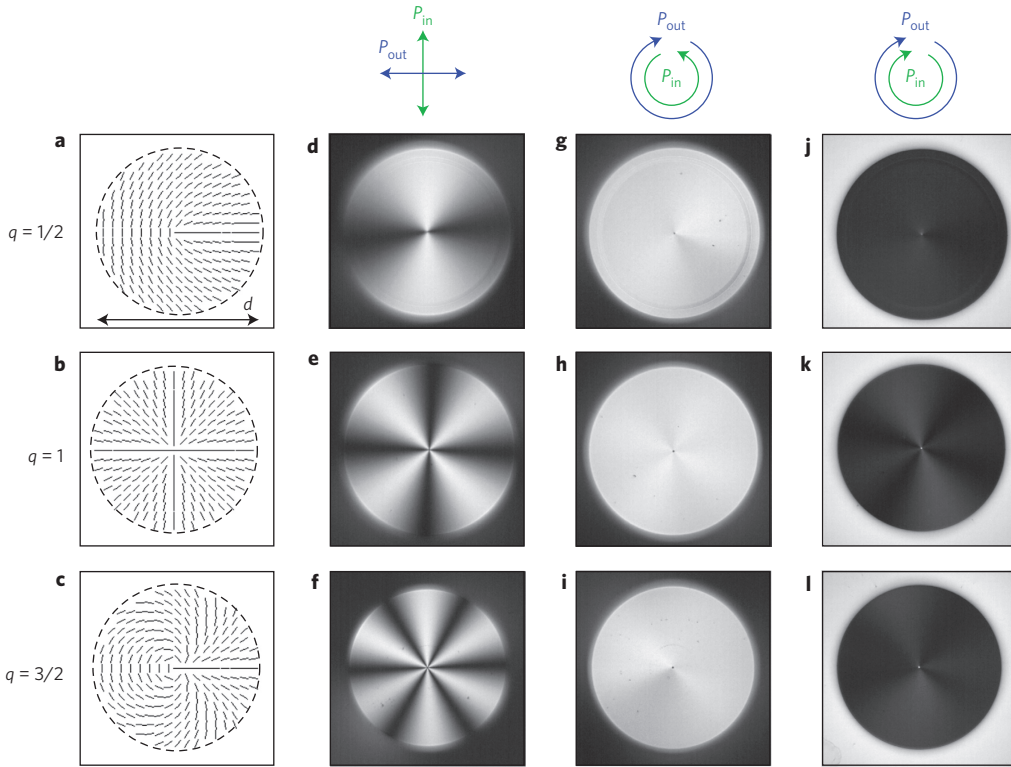 P_in
P_out
P_out
P_in
P_out
P_in
a
d
g
j
q = 1/2
d
b
e
h
k
q = 1
c
f
i
l
q = 3/2